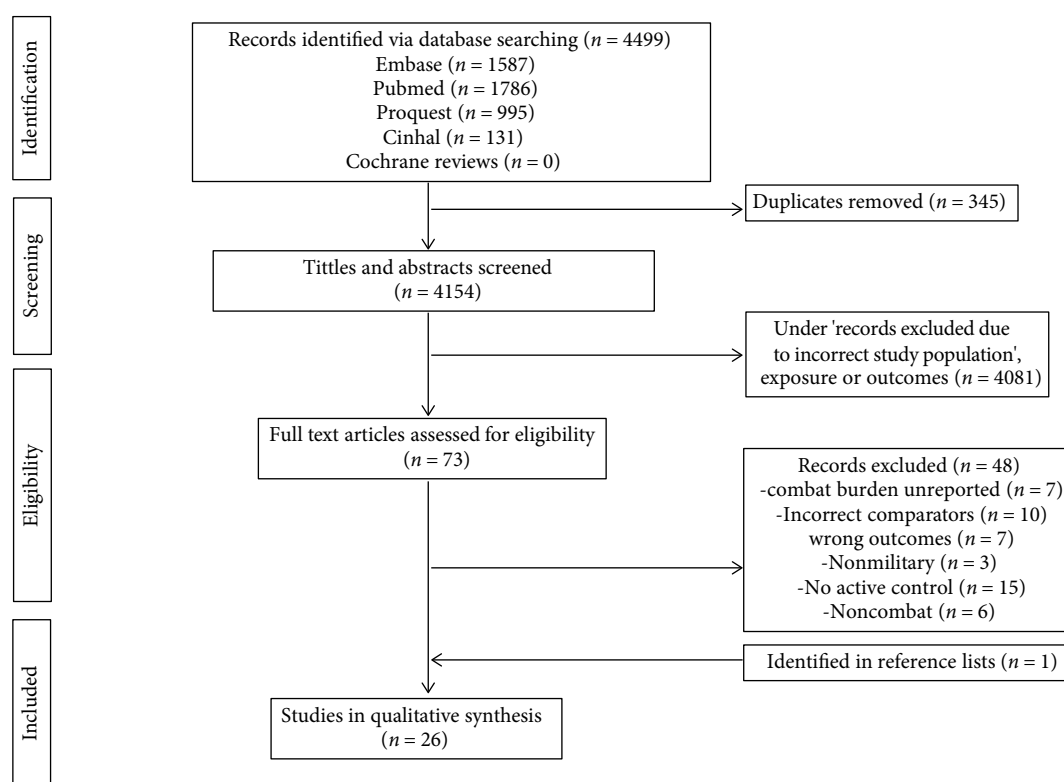 Identification
Records identified via database searching (n = 4499)
Embase (n = 1587)
Pubmed (n = 1786)
Proquest (n = 995)
Cinhal (n = 131)
Cochrane reviews (n = 0)
Screening
Duplicates removed (n = 345)
Tittles and abstracts screened
(n = 4154)
Under 'records excluded due
to incorrect study population',
exposure or outcomes (n = 4081)
Eligibility
Full text articles assessed for eligibility
(n = 73)
Records excluded (n = 48)
-combat burden unreported (n = 7)
-Incorrect comparators (n = 10)
wrong outcomes (n = 7)
-Nonmilitary (n = 3)
-No active control (n = 15)
-Noncombat (n = 6)
Included
Identified in reference lists (n = 1)
Studies in qualitative synthesis
(n = 26)